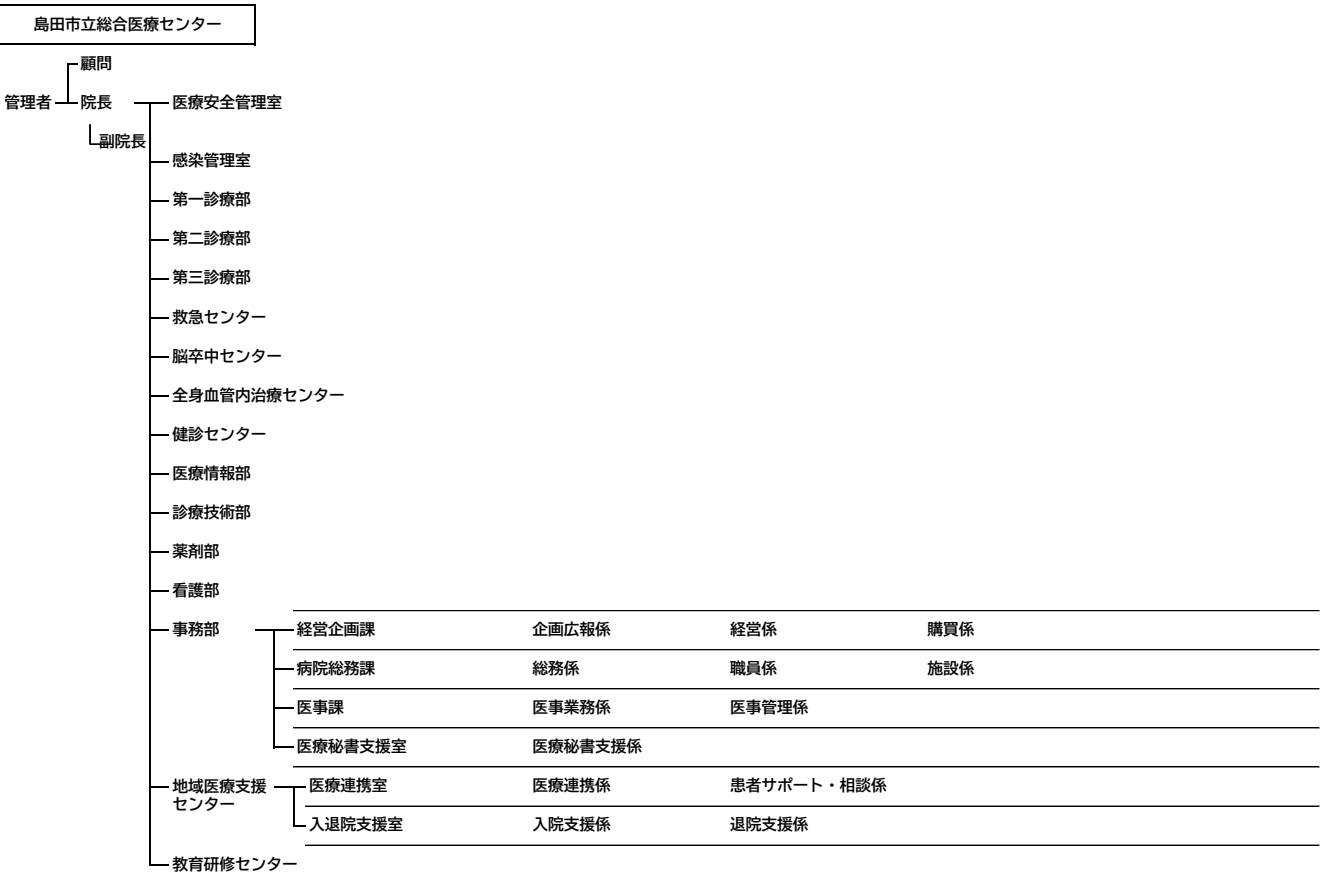 島田市立総合医療センター
顧問
管理者 院長 医療安全管理室
副院長
感染管理室
第一診療部
第二診療部
第三診療部
救急センター
脳卒中センター
全身血管内治療センター
健診センター
医療情報部
診療技術部
薬剤部
看護部
事務部 経営企画課 企画広報係 経営係 購買係
病院総務課 総務係 職員係 施設係
医事課 医事業務係 医事管理係
医療秘書支援室 医療秘書支援係
地域医療支援 医療連携室 医療連携係 患者サポート・相談係
センター
入退院支援室 入院支援係 退院支援係
教育研修センター